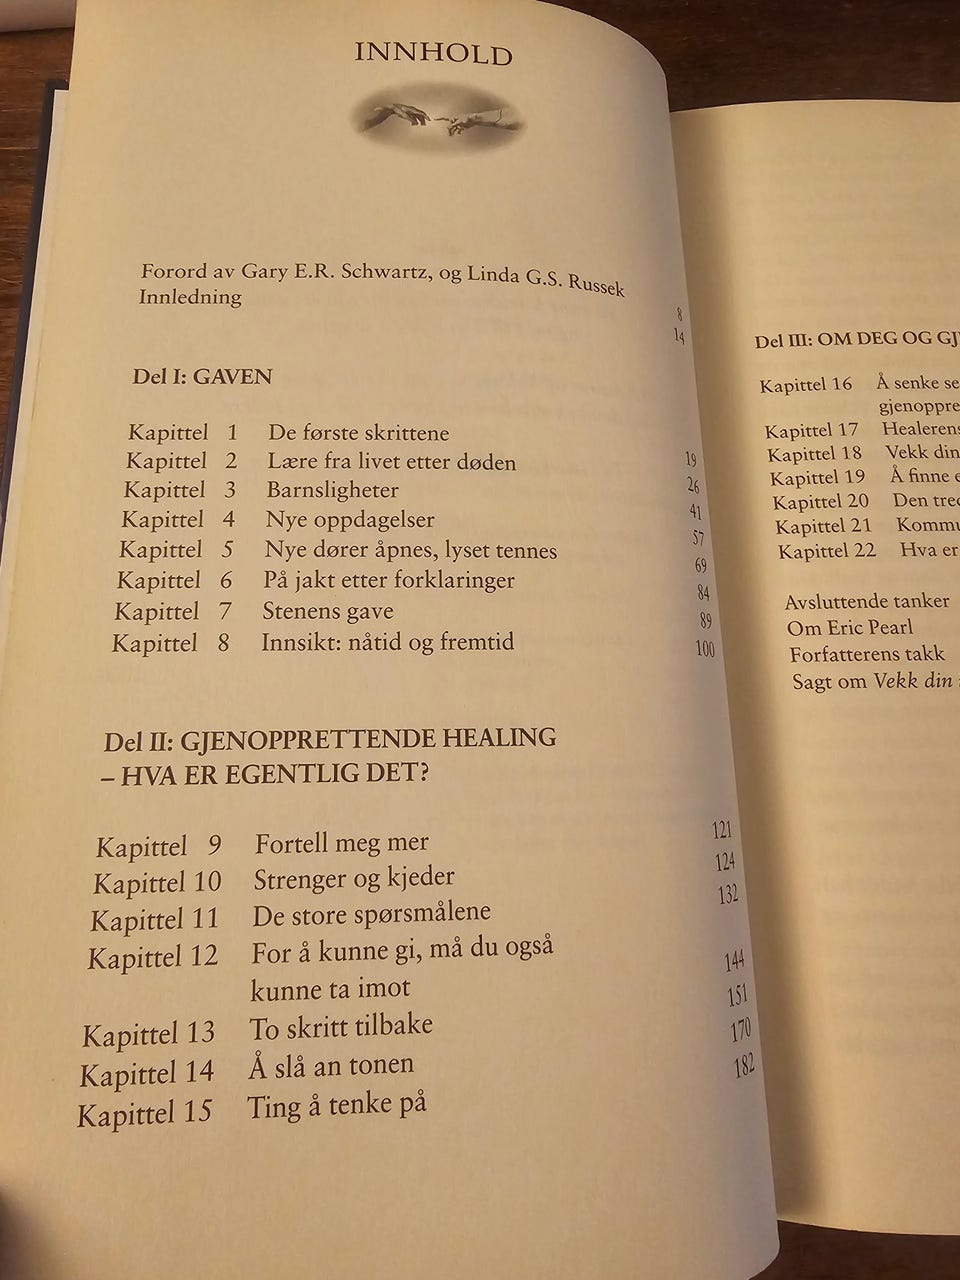 INNHOLD
Forord av Gary E.R. Schwartz, og Linda G.S. Russek 8
Innledning 14
Del I: GAVEN
Kapittel 1 De første skrittene 19
Kapittel 2 Lære fra livet etter døden 26
Kapittel 3 Barnsligheter 41
Kapittel 4 Nye oppdagelser 57
Kapittel 5 Nye dører åpnes, lyset tennes 69
Kapittel 6 På jakt etter forklaringer 84
Kapittel 7 Stenens gave 89
Kapittel 8 Innsikt: nåtid og fremtid 100
Del II: GJENOPPRETTENDE HEALING
– HVA ER EGENTLIG DET?
Kapittel 9 Fortell meg mer 121
Kapittel 10 Strenger og kjeder 124
Kapittel 11 De store spørsmålene 132
Kapittel 12 For å kunne gi, må du også
kunne ta imot 144
Kapittel 13 To skritt tilbake 151
Kapittel 14 Å slå an tonen 170
Kapittel 15 Ting å tenke på 182
Del III: OM DEG OG
Kapittel 16 Å senke
Kapittel 17
Kapittel 18 Vekk din
Kapittel 19 Å finne
Kapittel 20 Den
Kapittel 21
Kapittel 22 Hva er
Avsluttende tanker
Om Eric Pearl
Forfatterens takk
Sagt om Vekk din